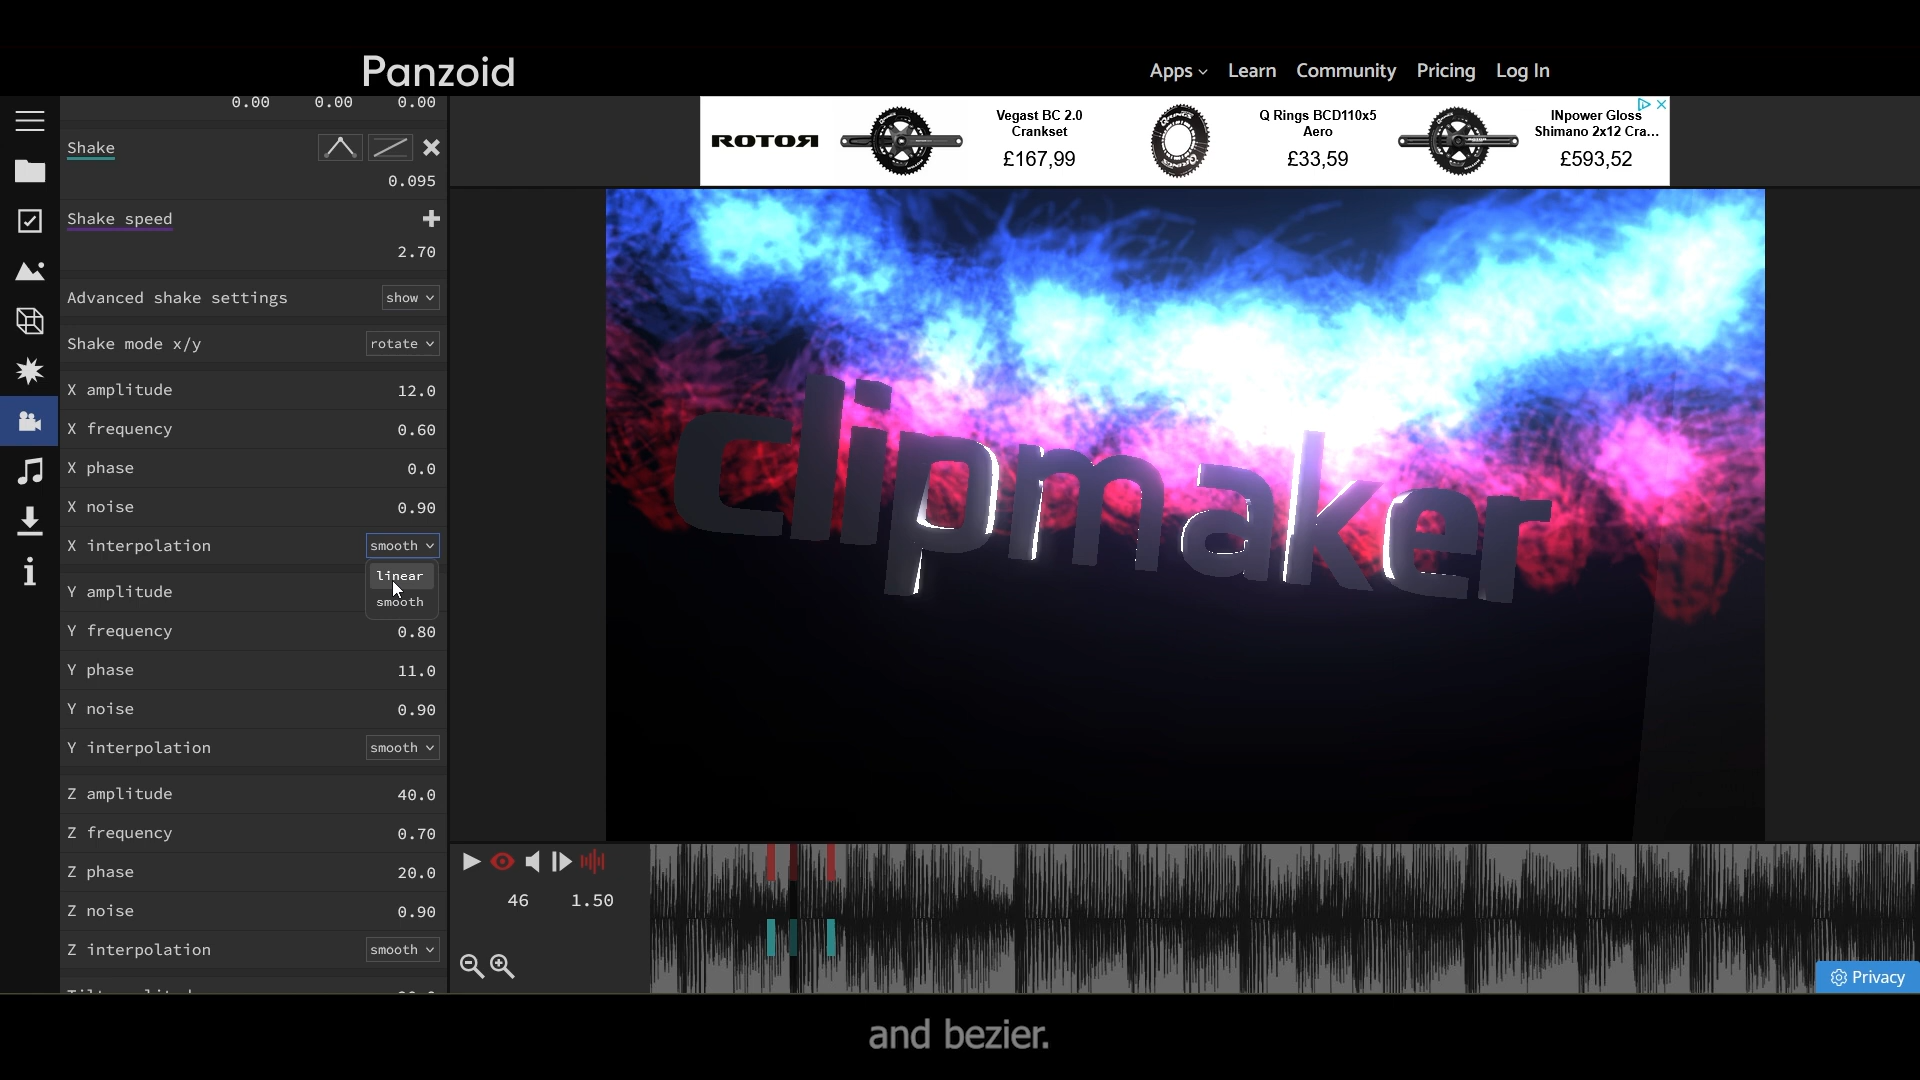 Panzoid
Apps Learn Community Pricing Log In
0.00 0.00 0.00
Shake
0.095
Shake speed
2.70
Advanced shake settings show
Shake mode x/y rotate
X amplitude 12.0
X frequency 0.60
X phase 0.0
X noise 0.90
X interpolation smooth
linear
smooth
Y amplitude
Y frequency 0.80
Y phase 11.0
Y noise 0.90
Y interpolation smooth
Z amplitude 40.0
Z frequency 0.70
Z phase 20.0
Z noise 0.90
Z interpolation smooth
ROTOR
Vegast BC 2.0
Crankset
£167,99
Q Rings BCD110x5
Aero
£33,59
INpower Gloss
Shimano 2x12 Cra...
£593,52
clipmaker
46 1.50
Privacy
and bezier.